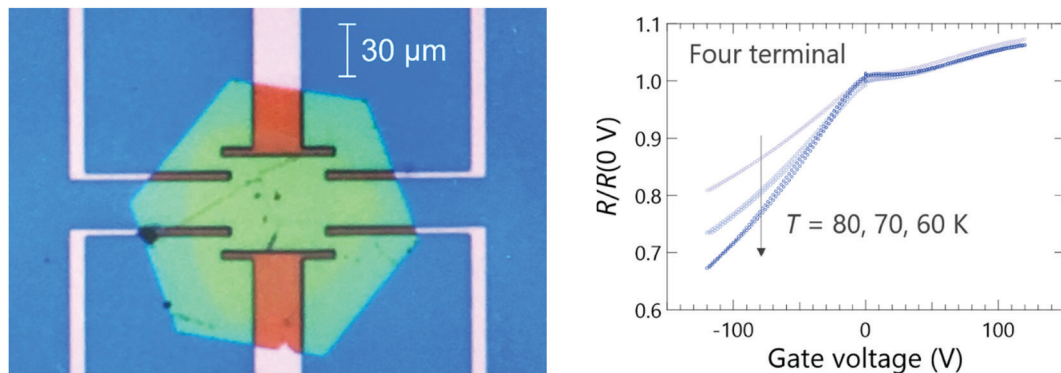 30 μm
Four terminal
T = 80, 70, 60 K
R/R(0 V)
1.1
1.0
0.9
0.8
0.7
0.6
-100
0
100
Gate voltage (V)